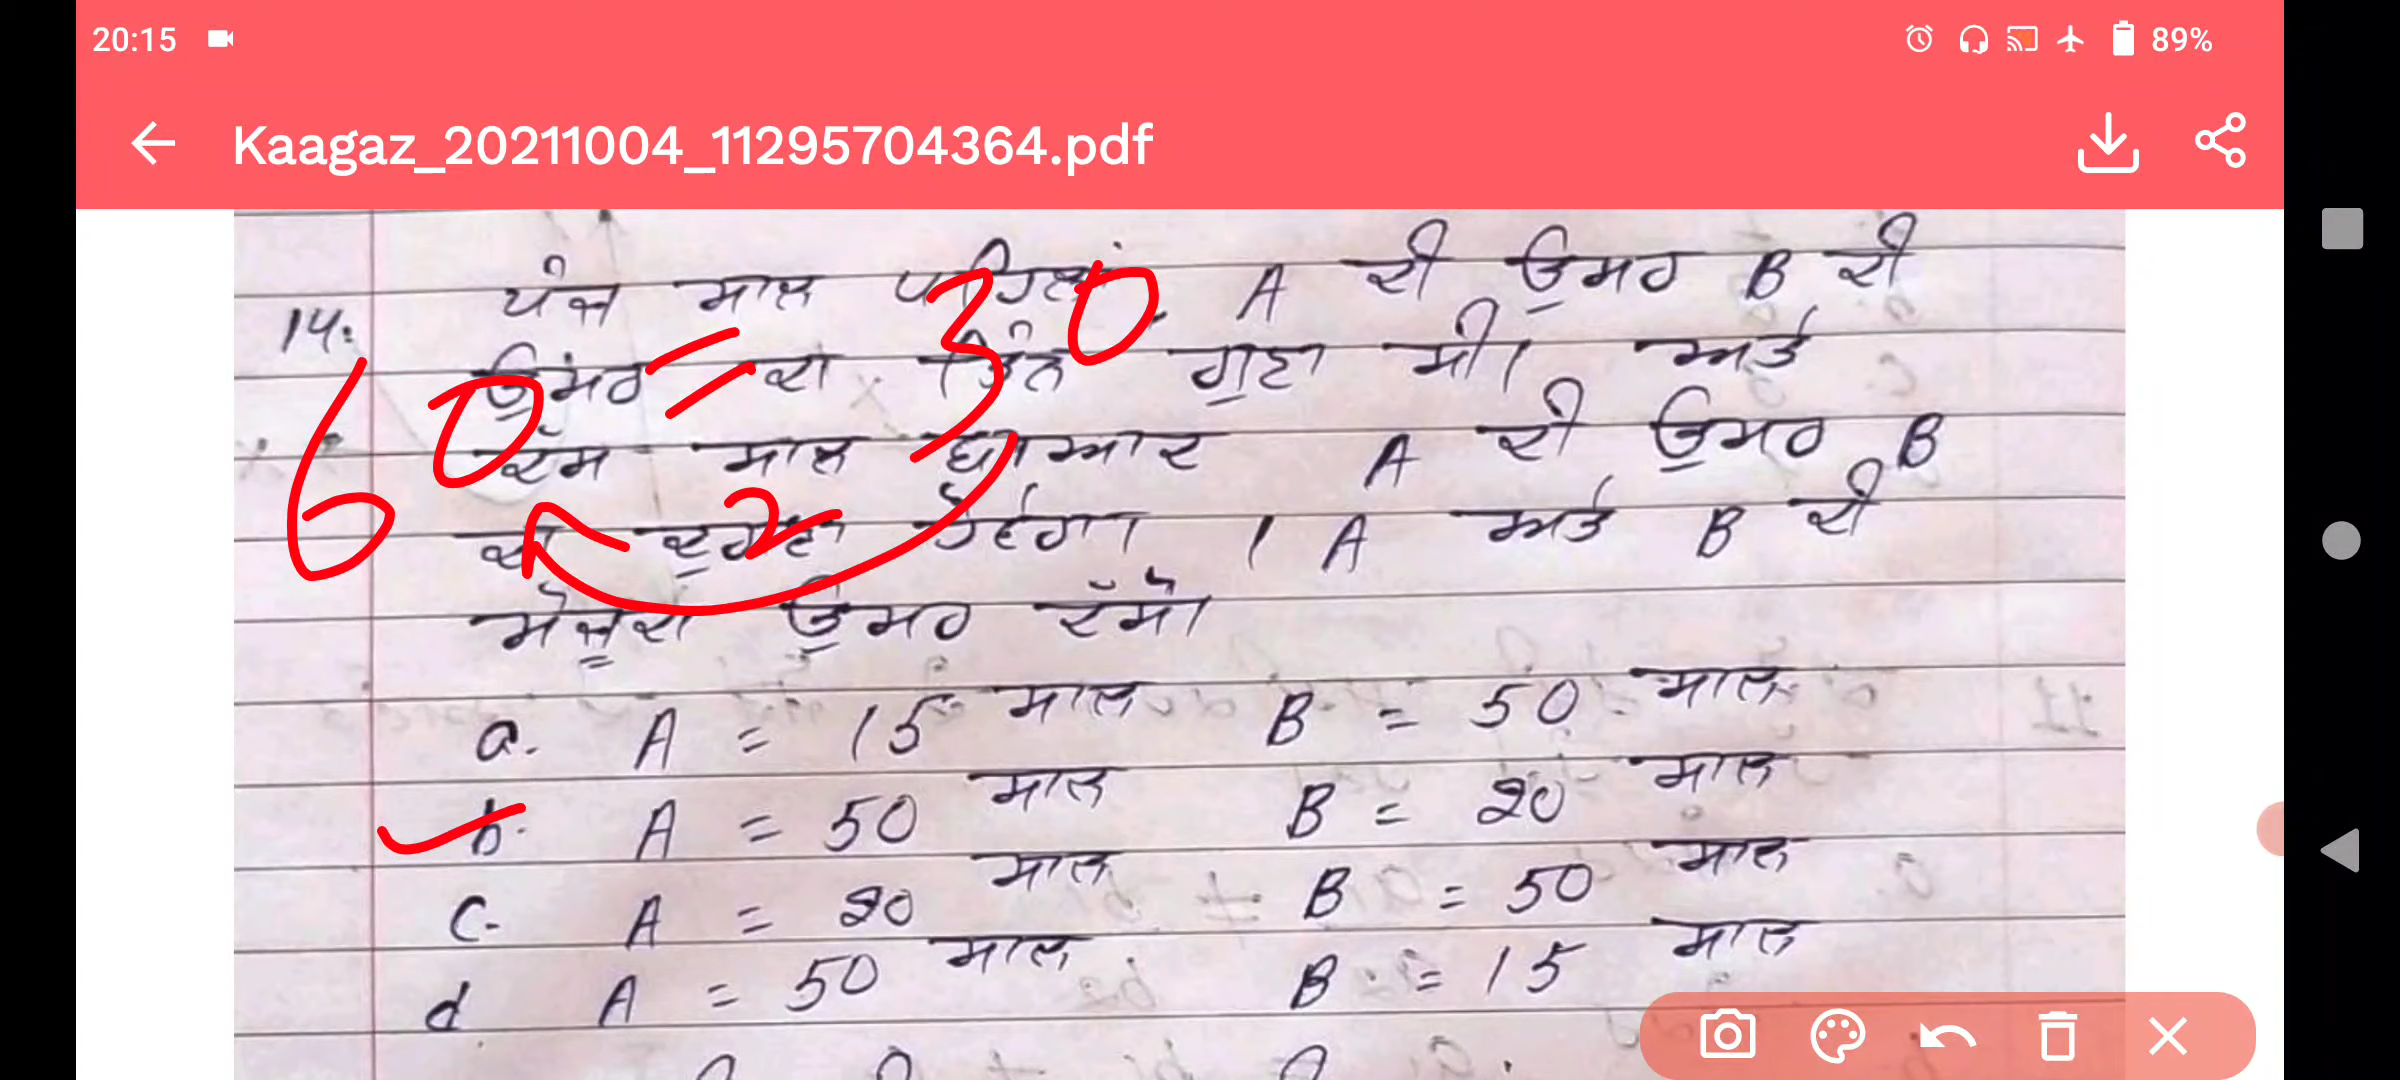 20:15 89%
Kaagaz_20211004_11295704364.pdf
14. ਪੰਜ ਸਾਲ ਪਹਿਲਾਂ, A ਦੀ ਉਮਰ B ਦੀ
ਉਮਰ ਦਾ ਤਿੰਨ ਗੁਣਾ ਸੀ। ਅਤੇ
ਦੱਸ ਸਾਲ ਬਾਅਦ A ਦੀ ਉਮਰ B
ਦਾ ਦੁਗਣਾ ਹੋਵੇਗਾ। A ਅਤੇ B ਦੀ
ਮੌਜੂਦਾ ਉਮਰ ਦੱਸੋ।
60 = 30
2
a. A = 15 ਸਾਲ B = 50 ਸਾਲ
b. A = 50 ਸਾਲ B = 20 ਸਾਲ
c. A = 20 ਸਾਲ B = 50 ਸਾਲ
d A = 50 ਸਾਲ B = 15 ਸਾਲ